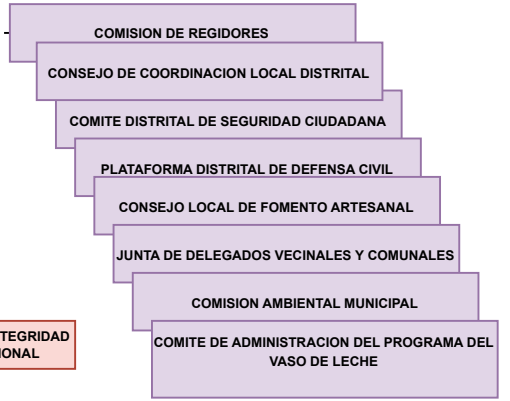 COMISION DE REGIDORES
CONSEJO DE COORDINACION LOCAL DISTRITAL
COMITE DISTRITAL DE SEGURIDAD CIUDADANA
PLATAFORMA DISTRITAL DE DEFENSA CIVIL
CONSEJO LOCAL DE FOMENTO ARTESANAL
JUNTA DE DELEGADOS VECINALES Y COMUNALES
COMISION AMBIENTAL MUNICIPAL
TEGRIDAD
IONAL
COMITE DE ADMINISTRACION DEL PROGRAMA DEL
VASO DE LECHE